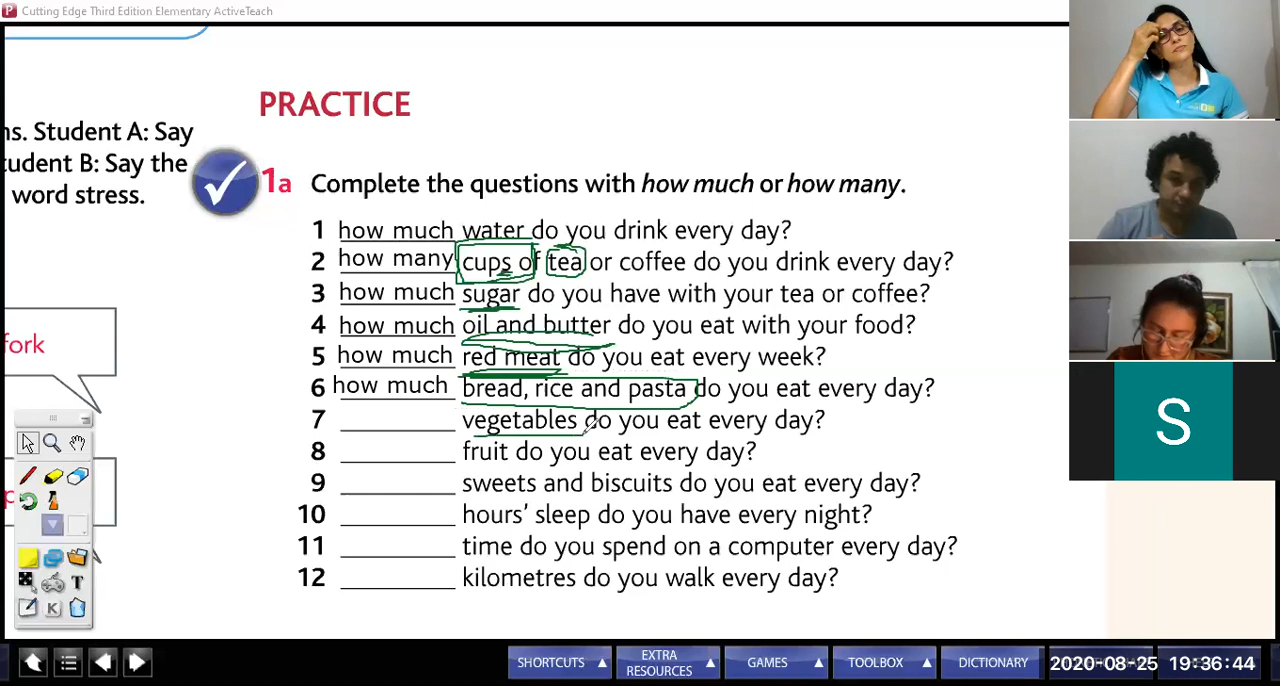 Cutting Edge Third Edition Elementary ActiveTeach
PRACTICE
ns. Student A: Say
tudent B: Say the
word stress.
1a Complete the questions with how much or how many.
1 how much water do you drink every day?
2 how many cups of tea or coffee do you drink every day?
3 how much sugar do you have with your tea or coffee?
4 how much oil and butter do you eat with your food?
5 how much red meat do you eat every week?
6 how much bread, rice and pasta do you eat every day?
7 ________ vegetables do you eat every day?
8 ________ fruit do you eat every day?
9 ________ sweets and biscuits do you eat every day?
10 ________ hours' sleep do you have every night?
11 ________ time do you spend on a computer every day?
12 ________ kilometres do you walk every day?
fork
S
T
K
SHORTCUTS
EXTRA RESOURCES
GAMES
TOOLBOX
DICTIONARY
2020-08-25 19:36:44